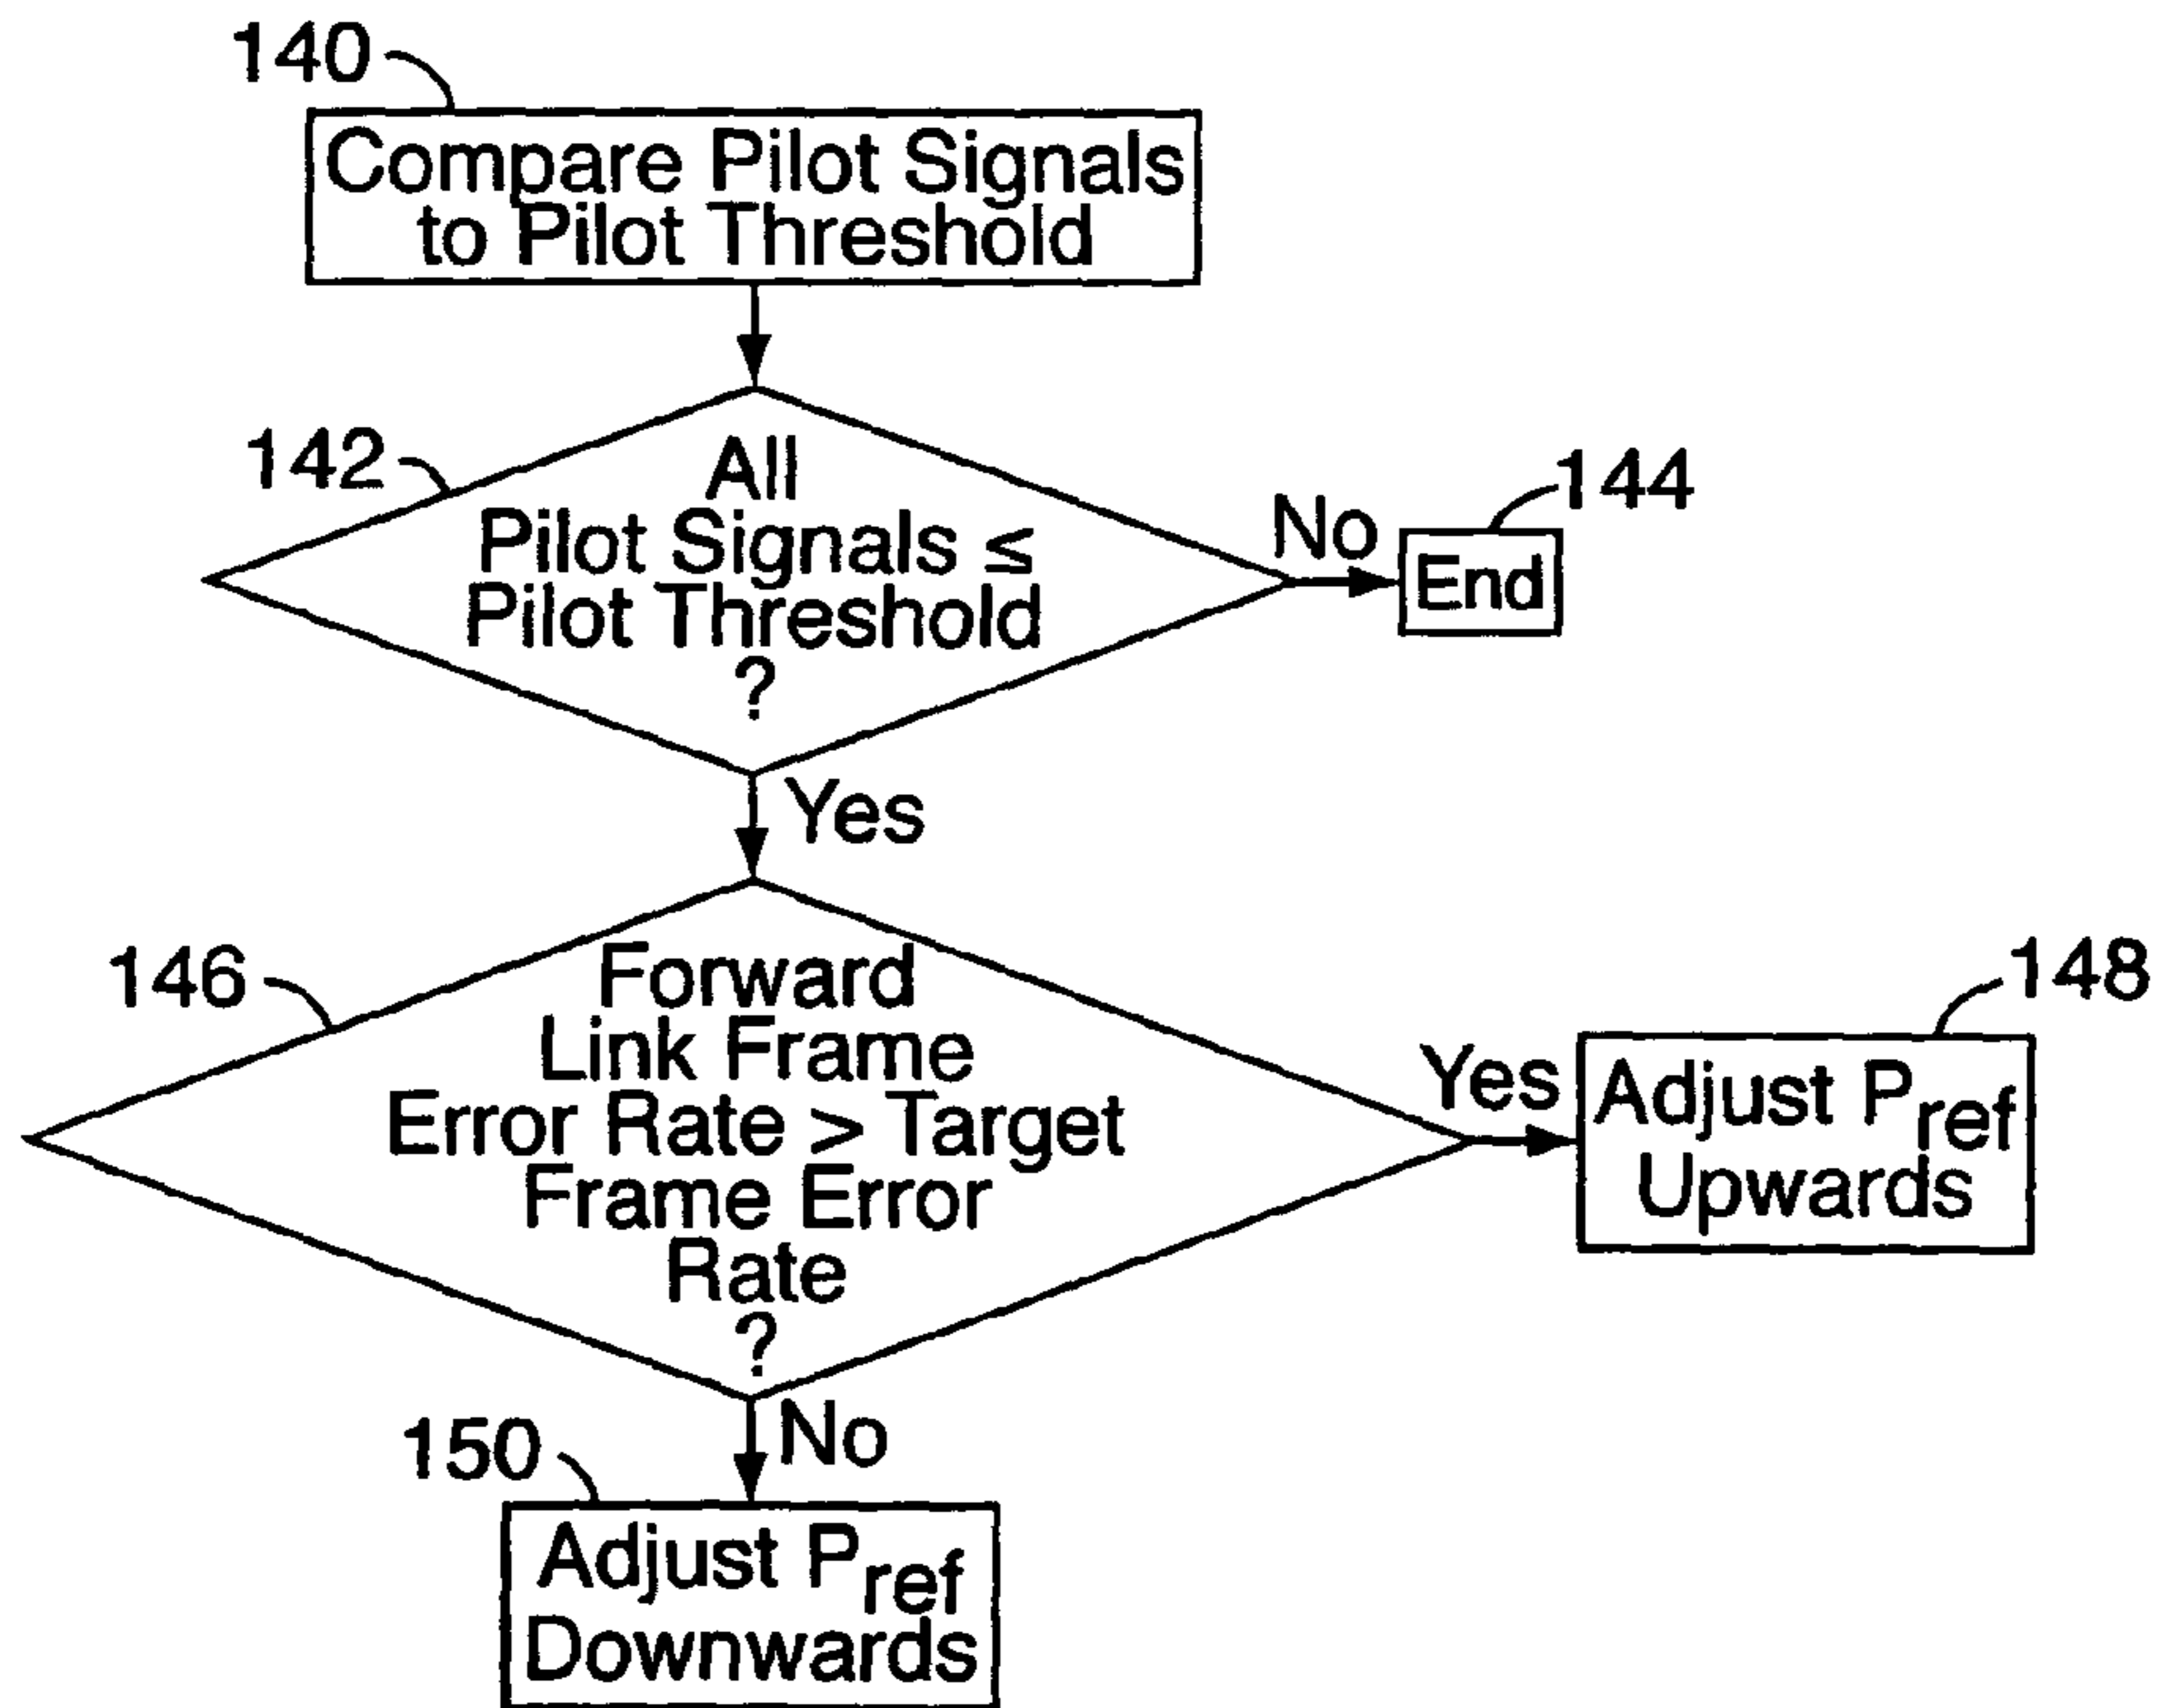 140
Compare Pilot Signals
to Pilot Threshold
142
All
Pilot Signals ≤
Pilot Threshold
?
No
144
End
Yes
146
Forward
Link Frame
Error Rate > Target
Frame Error
Rate
?
Yes
148
Adjust Pref
Upwards
No
150
Adjust Pref
Downwards